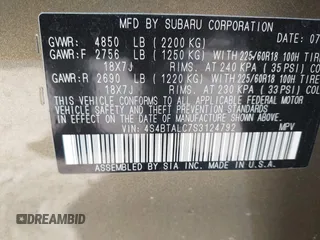 MFD BY SUBARU CORPORATION DATE: 07
GVWR: 4850 LB (2200 KG)
GAWR:F 2756 LB (1250 KG) WITH 225/60R18 100H TIRE
18X7J RIMS. AT 240 KPA (35 PSI) COL
GAWR:R 2690 LB (1220 KG) WITH 225/60R18 100H TIRE
18X7J RIMS. AT 230 KPA (33 PSI) COLD
THIS VEHICLE CONFORMS TO ALL APPLICABLE
FEDERAL MOTOR VEHICLE SAFETY
THEFT PREVENTION STANDARDS IN EFFECT ON THE DATE OF
MANUFACTURE SHOWN ABOVE.
VIN: 4S4BTALC7S3124792 MPV
ASSEMBLED BY SIA INC. MADE IN U.S.A.
DREAMBID